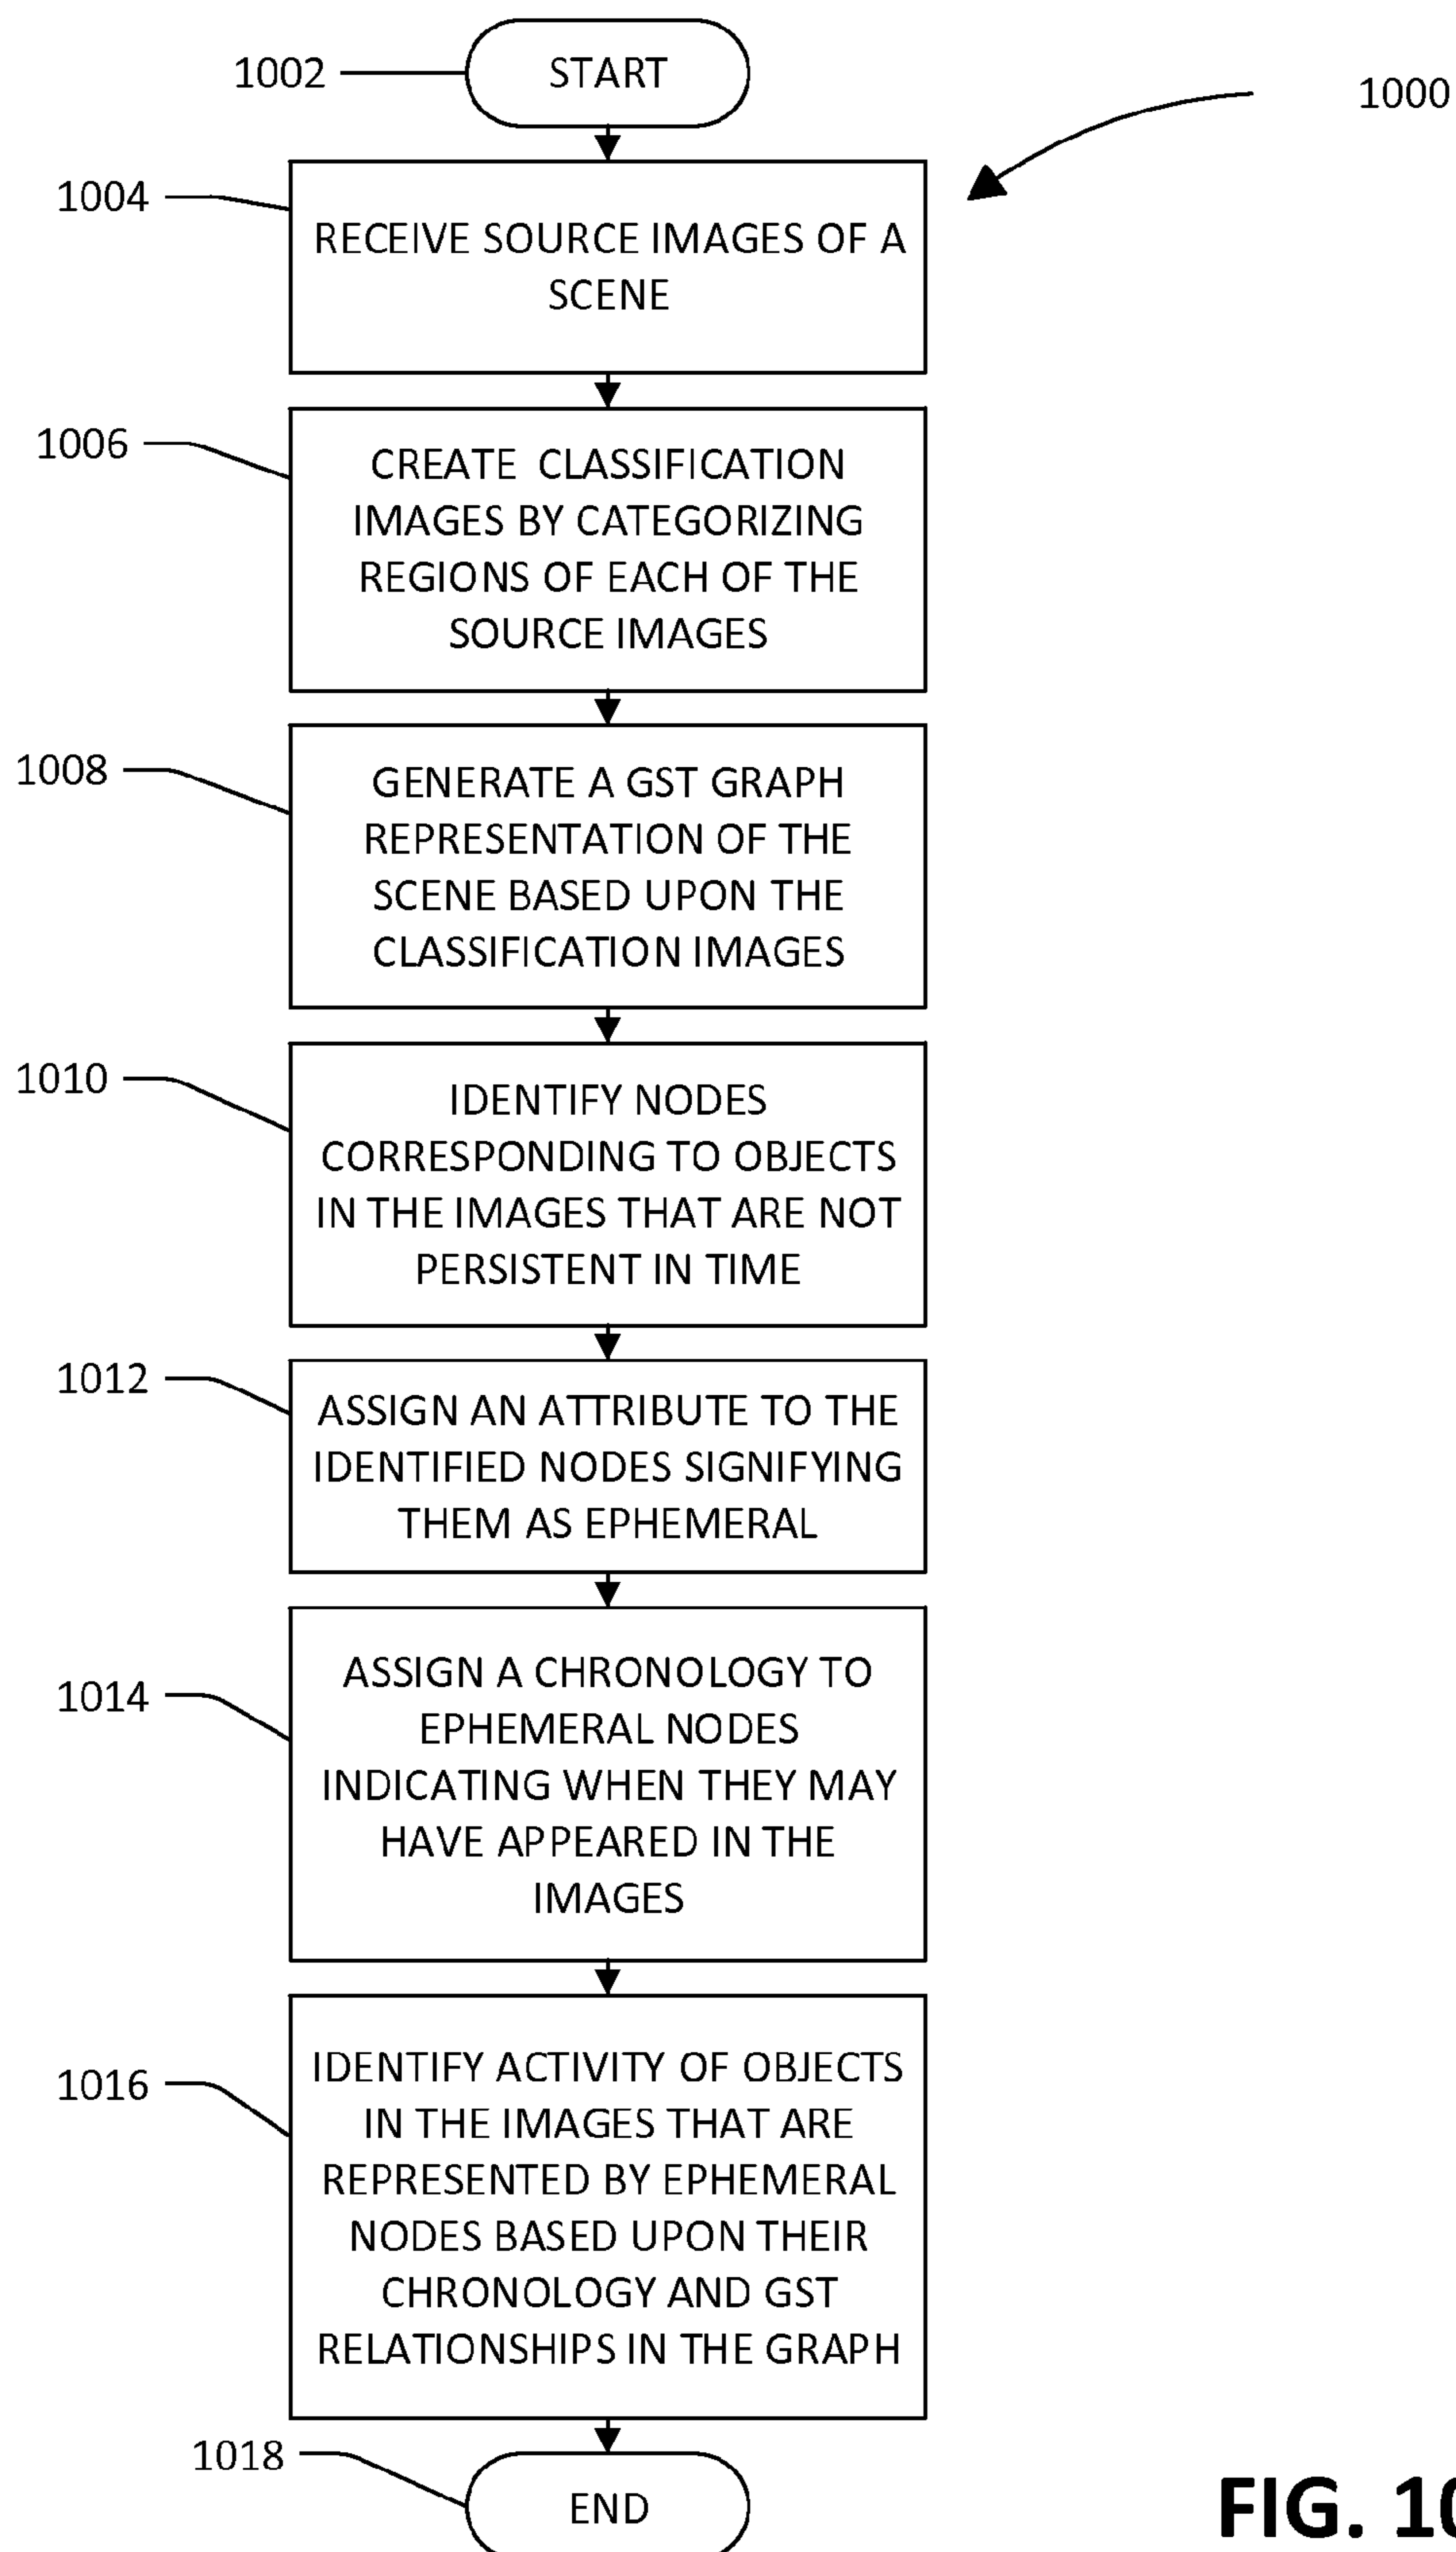 1002
START
1000
1004
RECEIVE SOURCE IMAGES OF A
SCENE
1006
CREATE CLASSIFICATION
IMAGES BY CATEGORIZING
REGIONS OF EACH OF THE
SOURCE IMAGES
1008
GENERATE A GST GRAPH
REPRESENTATION OF THE
SCENE BASED UPON THE
CLASSIFICATION IMAGES
1010
IDENTIFY NODES
CORRESPONDING TO OBJECTS
IN THE IMAGES THAT ARE NOT
PERSISTENT IN TIME
1012
ASSIGN AN ATTRIBUTE TO THE
IDENTIFIED NODES SIGNIFYING
THEM AS EPHEMERAL
1014
ASSIGN A CHRONOLOGY TO
EPHEMERAL NODES
INDICATING WHEN THEY MAY
HAVE APPEARED IN THE
IMAGES
1016
IDENTIFY ACTIVITY OF OBJECTS
IN THE IMAGES THAT ARE
REPRESENTED BY EPHEMERAL
NODES BASED UPON THEIR
CHRONOLOGY AND GST
RELATIONSHIPS IN THE GRAPH
1018
END
FIG. 10